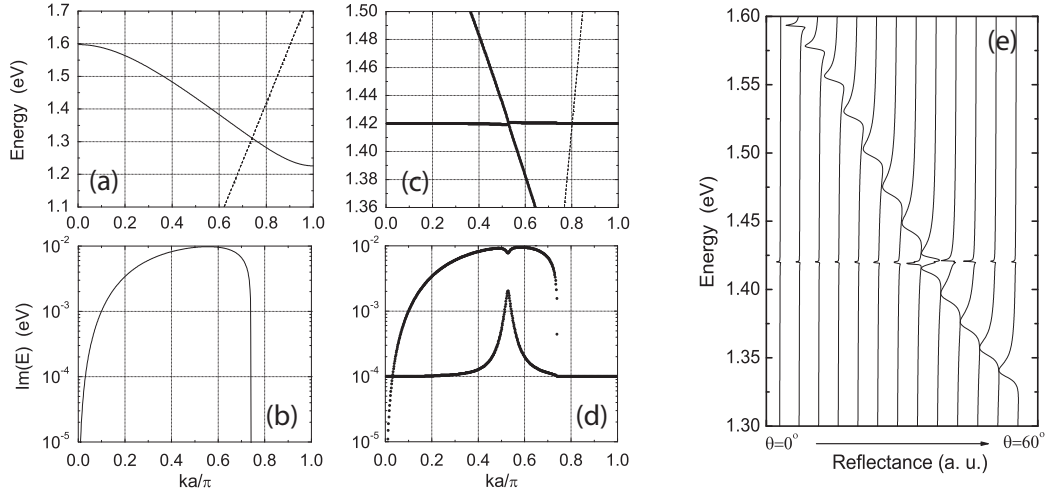 1.7
1.6
1.5
1.4
1.3
1.2
1.1
Energy (eV)
(a)
0.0 0.2 0.4 0.6 0.8 1.0
10-2
10-3
10-4
10-5
Im(E) (eV)
(b)
0.0 0.2 0.4 0.6 0.8 1.0
ka/π
1.50
1.48
1.46
1.44
1.42
1.40
1.38
1.36
(c)
0.0 0.2 0.4 0.6 0.8 1.0
10-2
10-3
10-4
10-5
(d)
0.0 0.2 0.4 0.6 0.8 1.0
ka/π
1.60
1.55
1.50
1.45
1.40
1.35
1.30
Energy (eV)
(e)
θ=0° θ=60°
Reflectance (a. u.)